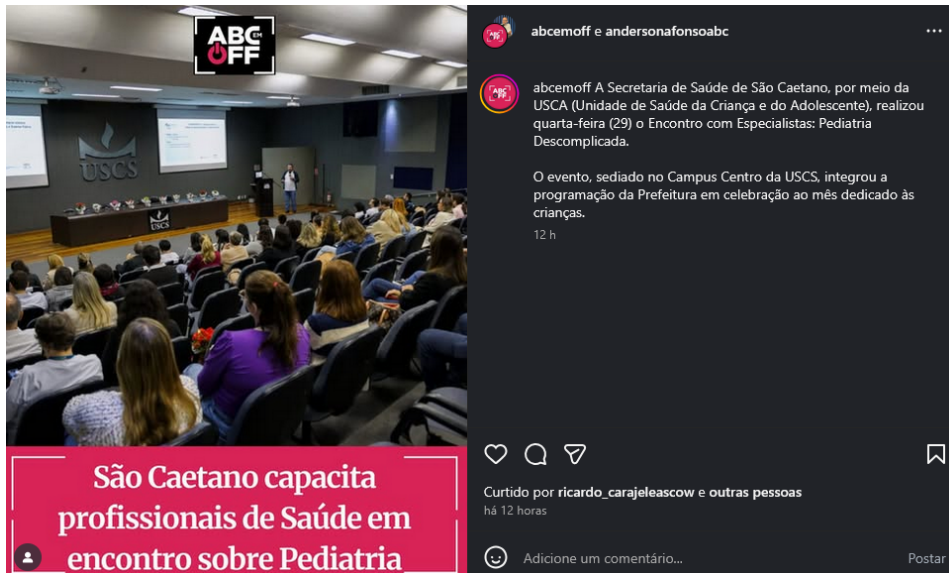 ABC EM
OFF
USCS
USCS
São Caetano capacita
profissionais de Saúde em
encontro sobre Pediatria
abcemoff e andersonafonsoabc
abcemoff A Secretaria de Saúde de São Caetano, por meio da
USCA (Unidade de Saúde da Criança e do Adolescente), realizou
quarta-feira (29) o Encontro com Especialistas: Pediatria
Descomplicada.
O evento, sediado no Campus Centro da USCS, integrou a
programação da Prefeitura em celebração ao mês dedicado às
crianças.
12 h
Curtido por ricardo_carajeleascow e outras pessoas
há 12 horas
Adicione um comentário...
Postar